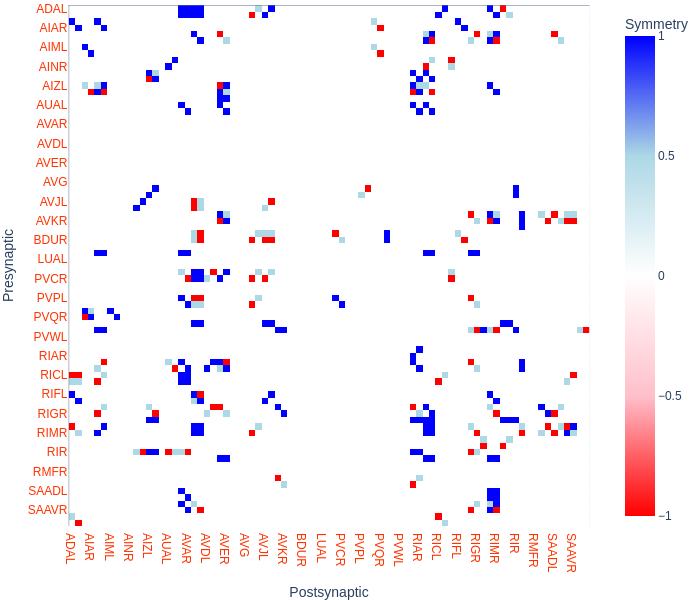 Symmetry
ADAL
AIAR
AIML
AINR
AIZL
AUAL
AVAR
AVDL
AVER
AVG
AVJL
AVKR
BDUR
LUAL
PVCR
PVPL
PVQR
PVWL
RIAR
RICL
RIFL
RIGR
RIMR
RIR
RMFR
SAADL
SAAVR
Presynaptic
1
0.5
0
−0.5
−1
ADAL AIAR AIML AINR AIZL AUAL AVAR AVDL AVER AVG AVJL AVKR BDUR LUAL PVCR PVPL PVQR PVWL RIAR RICL RIFL RIGR RIMR RIR RMFR SAADL SAAVR
Postsynaptic